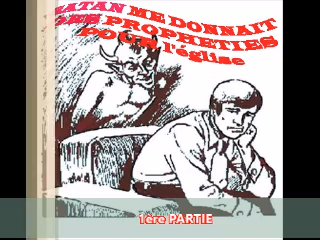 SATAN ME DONNAIT
DES PROPHETIES
POUR l'église
1ère PARTIE